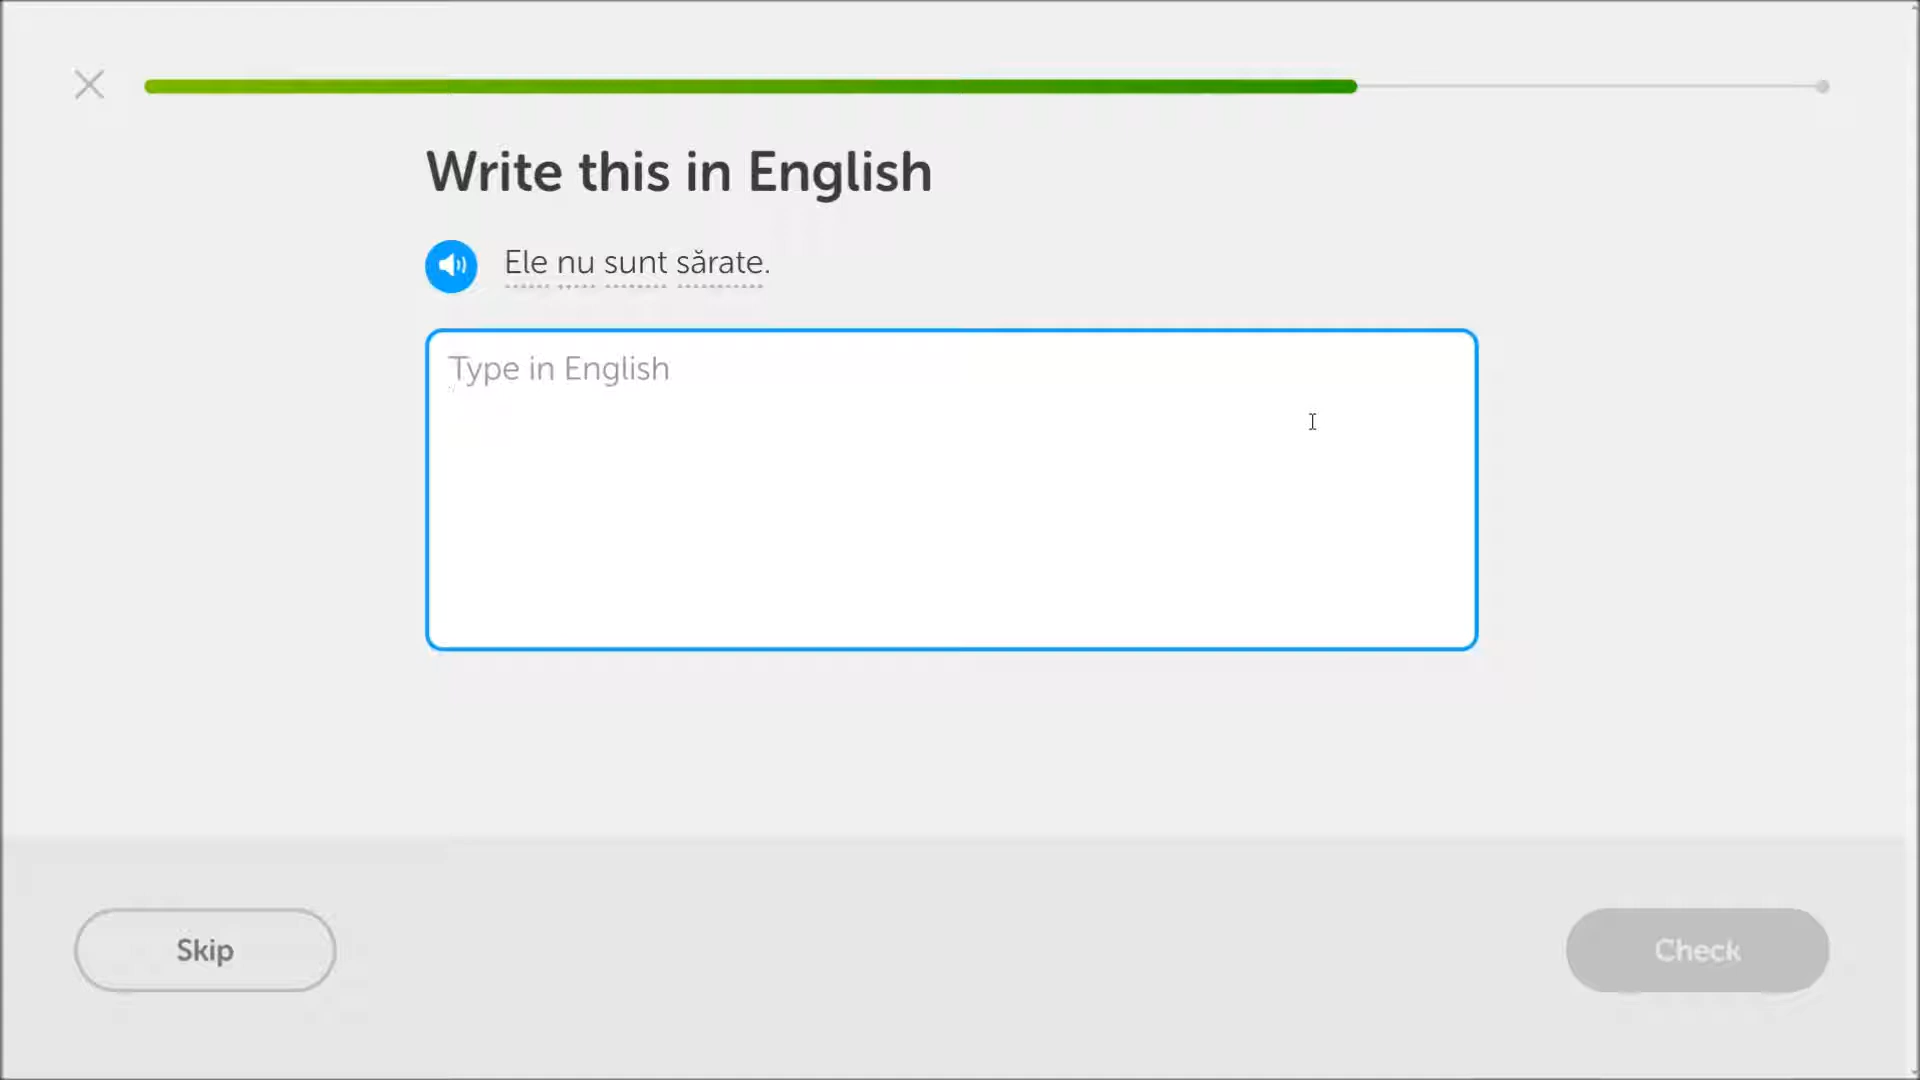 Write this in English
Ele nu sunt sărate.
Type in English
Skip
Check